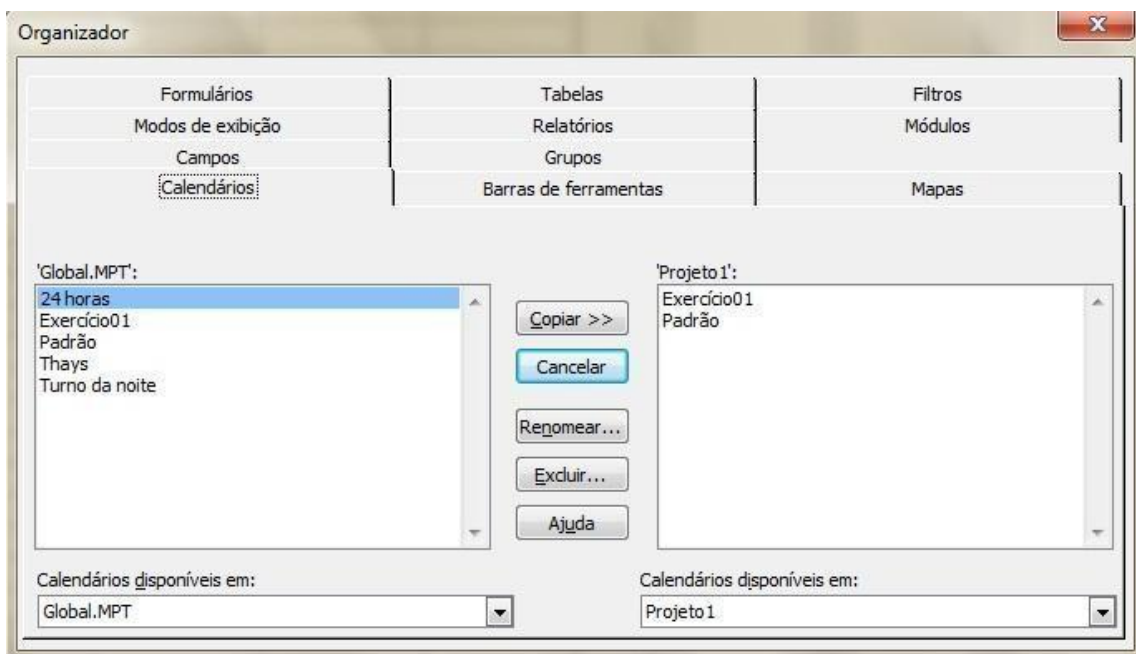 Organizador
x
Formulários Tabelas Filtros
Modos de exibição Relatórios Módulos
Campos Grupos
Calendários Barras de ferramentas Mapas
'Global.MPT': 'Projeto1':
24 horas
Exercício01
Padrão
Thays
Turno da noite
Copiar >>
Cancelar
Renomear...
Excluir...
Ajuda
Exercício01
Padrão
Calendários disponíveis em: Calendários disponíveis em:
Global.MPT Projeto1